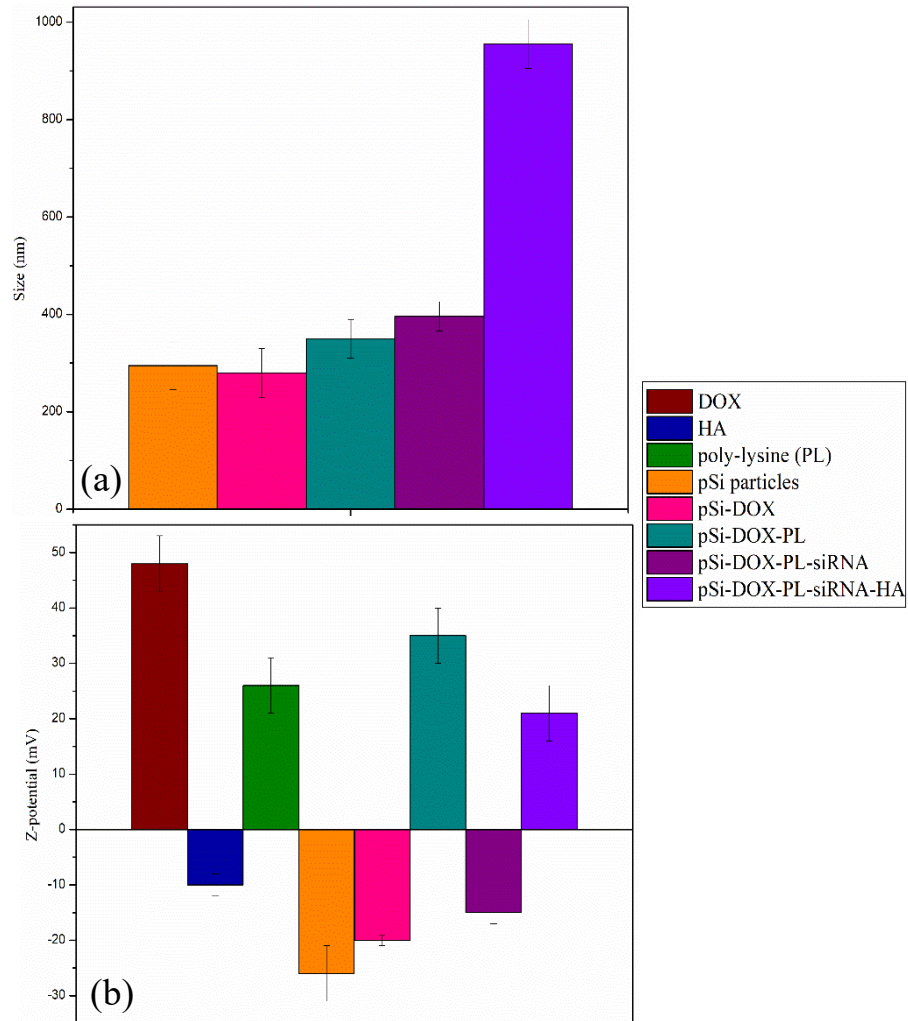 1000
800
600
400
200
0
Size (nm)
(a)
DOX
HA
poly-lysine (PL)
pSi particles
pSi-DOX
pSi-DOX-PL
pSi-DOX-PL-siRNA
pSi-DOX-PL-siRNA-HA
50
40
30
20
10
0
-10
-20
-30
Z-potential (mV)
(b)